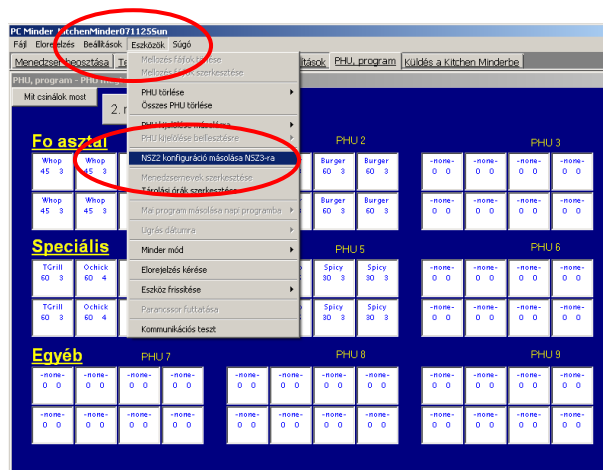 PC Minder KitchenMinder071125Sun
Fájl Elorejelzés Beállítások Eszközök Súgó
Menedzser beosztása PHU, program Küldés a Kitchen Minderbe
PHU, program - PHU
Mit csinálok most
2.
Mellozés fájlok törlése
Mellozés fájlok szerkesztése
PHU törlése
Összes PHU törlése
PHU kijelölése másolásra
PHU kijelölése beillesztésre
NSZ2 konfiguráció másolása NSZ3-ra
Menedzsernevek szerkesztése
Tárolási órák szerkesztése
Mai program másolása napi programba
Ugrás dátumra
Minder mód
Elorejelzés kérése
Eszköz frissítése
Parancssor futtatása
Kommunikációs teszt
Fo asztal PHU 2 PHU 3
Whop Whop Burger Burger -none- -none- -none- -none-
45 3 45 3 60 3 60 3 0 0 0 0 0 0 0 0
Whop Whop Burger Burger -none- -none- -none- -none-
45 3 45 3 60 3 60 3 0 0 0 0 0 0 0 0
Speciális PHU 5 PHU 6
TGrill Ochick Spicy Spicy -none- -none- -none- -none-
60 3 60 4 30 3 30 3 0 0 0 0 0 0 0 0
TGrill Ochick Spicy Spicy -none- -none- -none- -none-
60 3 60 4 30 3 30 3 0 0 0 0 0 0 0 0
Egyéb PHU 7 PHU 8 PHU 9
-none- -none- -none- -none- -none- -none- -none- -none- -none- -none- -none- -none-
0 0 0 0 0 0 0 0 0 0 0 0 0 0 0 0 0 0 0 0 0 0 0 0
-none- -none- -none- -none- -none- -none- -none- -none- -none- -none- -none- -none-
0 0 0 0 0 0 0 0 0 0 0 0 0 0 0 0 0 0 0 0 0 0 0 0